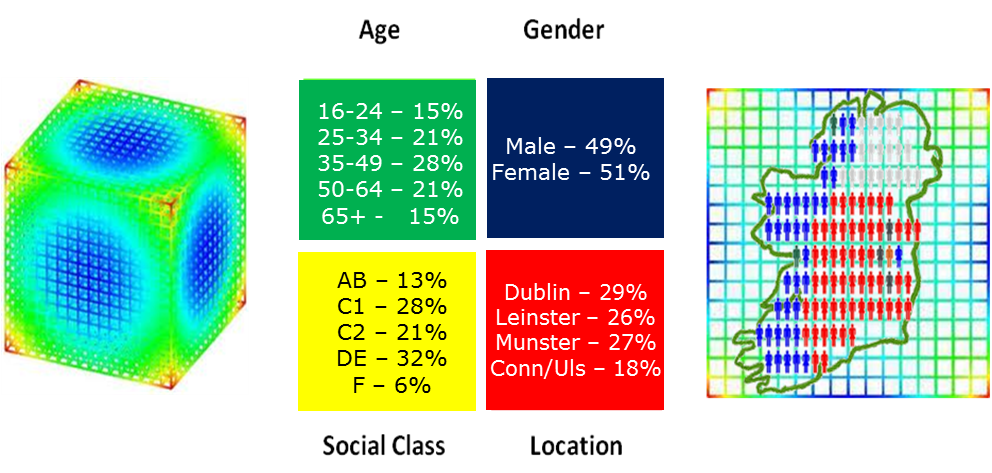 Age
Gender
16-24 – 15%
25-34 – 21%
35-49 – 28%
50-64 – 21%
65+ - 15%
Male – 49%
Female – 51%
AB – 13%
C1 – 28%
C2 – 21%
DE – 32%
F – 6%
Dublin – 29%
Leinster – 26%
Munster – 27%
Conn/Uls – 18%
Social Class
Location